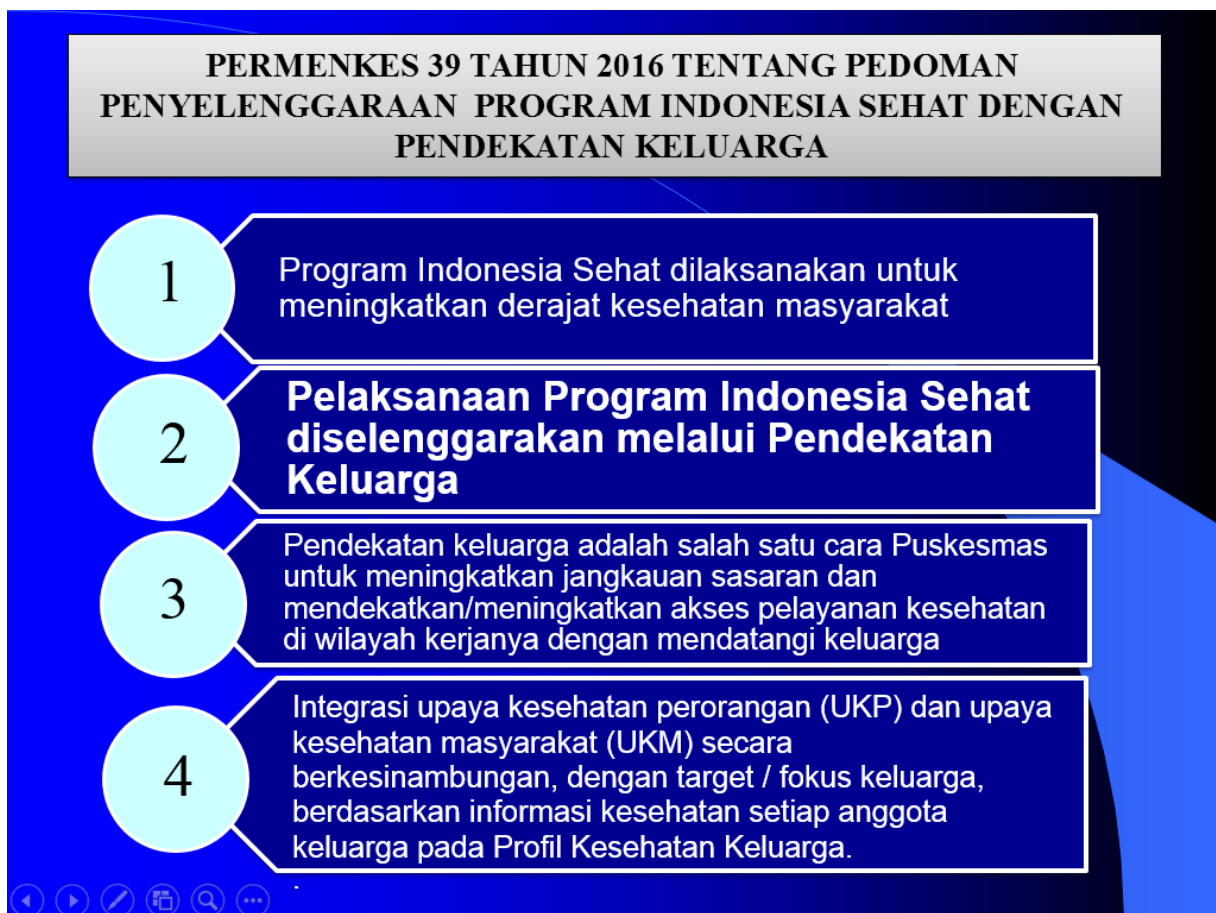 PERMENKES 39 TAHUN 2016 TENTANG PEDOMAN
PENYELENGGARAAN PROGRAM INDONESIA SEHAT DENGAN
PENDEKATAN KELUARGA
1
Program Indonesia Sehat dilaksanakan untuk
meningkatkan derajat kesehatan masyarakat
2
Pelaksanaan Program Indonesia Sehat
diselenggarakan melalui Pendekatan
Keluarga
3
Pendekatan keluarga adalah salah satu cara Puskesmas
untuk meningkatkan jangkauan sasaran dan
mendekatkan/meningkatkan akses pelayanan kesehatan
di wilayah kerjanya dengan mendatangi keluarga
4
Integrasi upaya kesehatan perorangan (UKP) dan upaya
kesehatan masyarakat (UKM) secara
berkesinambungan, dengan target / fokus keluarga,
berdasarkan informasi kesehatan setiap anggota
keluarga pada Profil Kesehatan Keluarga.
.